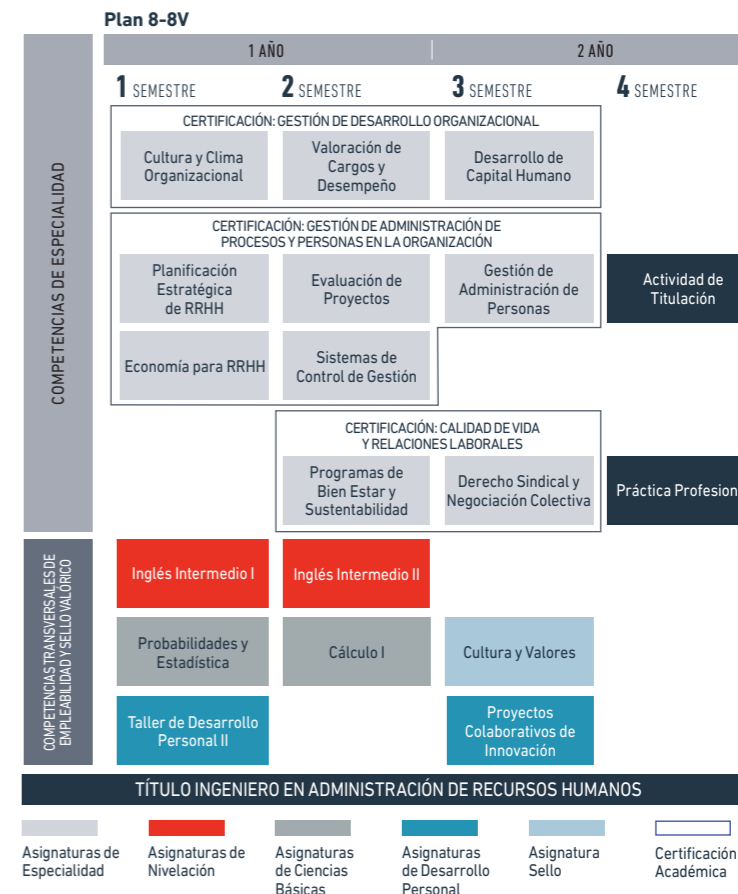 Plan 8-8V
1 AÑO
2 AÑO
1 SEMESTRE
2 SEMESTRE
3 SEMESTRE
4 SEMESTRE
COMPETENCIAS DE ESPECIALIDAD
CERTIFICACIÓN: GESTIÓN DE DESARROLLO ORGANIZACIONAL
Cultura y Clima
Organizacional
Valoración de
Cargos y
Desempeño
Desarrollo de
Capital Humano
CERTIFICACIÓN: GESTIÓN DE ADMINISTRACIÓN DE
PROCESOS Y PERSONAS EN LA ORGANIZACIÓN
Planificación
Estratégica
de RRHH
Evaluación de
Proyectos
Gestión de
Administración de
Personas
Actividad de
Titulación
Economía para RRHH
Sistemas de
Control de Gestión
CERTIFICACIÓN: CALIDAD DE VIDA
Y RELACIONES LABORALES
Programas de
Bien Estar y
Sustentabilidad
Derecho Sindical y
Negociación Colectiva
Práctica Profesion
COMPETENCIAS TRANSVERSALES DE
EMPLEABILIDAD Y SELLO VALÓRICO
Inglés Intermedio I
Inglés Intermedio II
Probabilidades y
Estadística
Cálculo I
Cultura y Valores
Taller de Desarrollo
Personal II
Proyectos
Colaborativos de
Innovación
TÍTULO INGENIERO EN ADMINISTRACIÓN DE RECURSOS HUMANOS
Asignaturas de
Especialidad
Asignaturas de
Nivelación
Asignaturas
de Ciencias
Básicas
Asignaturas
de Desarrollo
Personal
Asignatura
Sello
Certificación
Académica